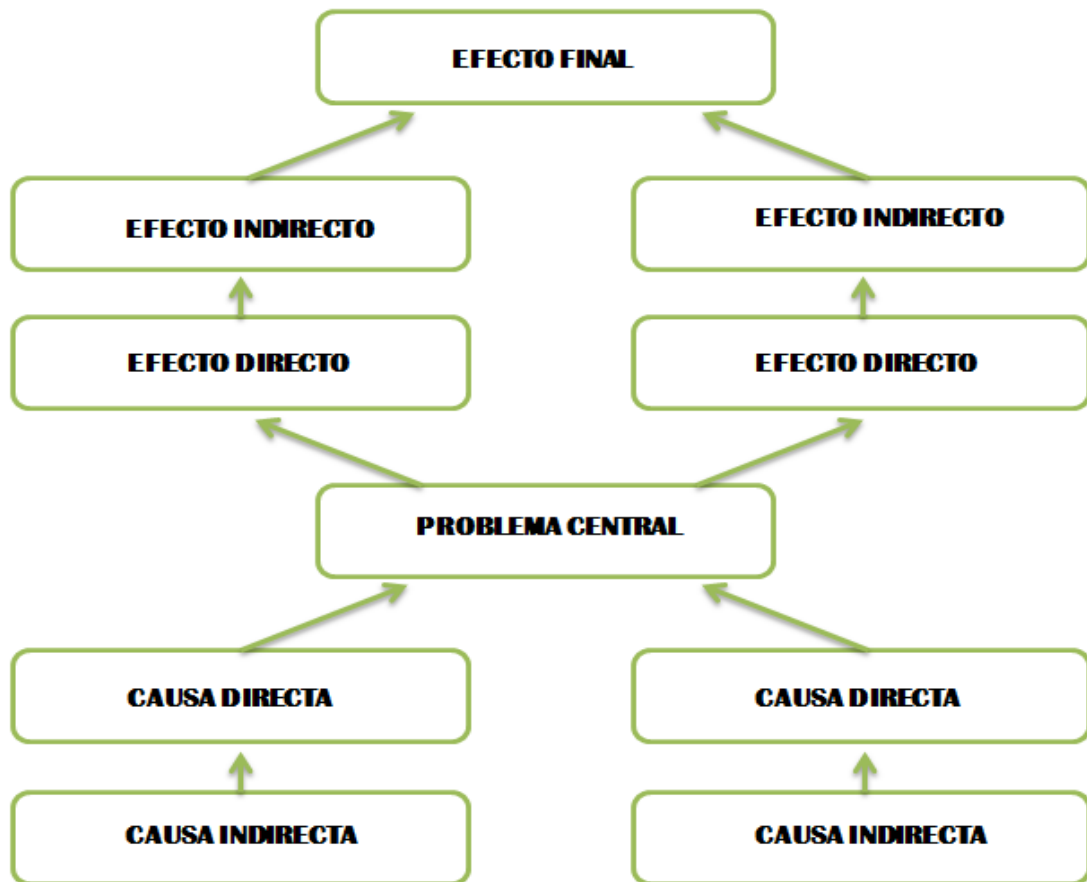 EFECTO FINAL
EFECTO INDIRECTO
EFECTO INDIRECTO
EFECTO DIRECTO
EFECTO DIRECTO
PROBLEMA CENTRAL
CAUSA DIRECTA
CAUSA DIRECTA
CAUSA INDIRECTA
CAUSA INDIRECTA